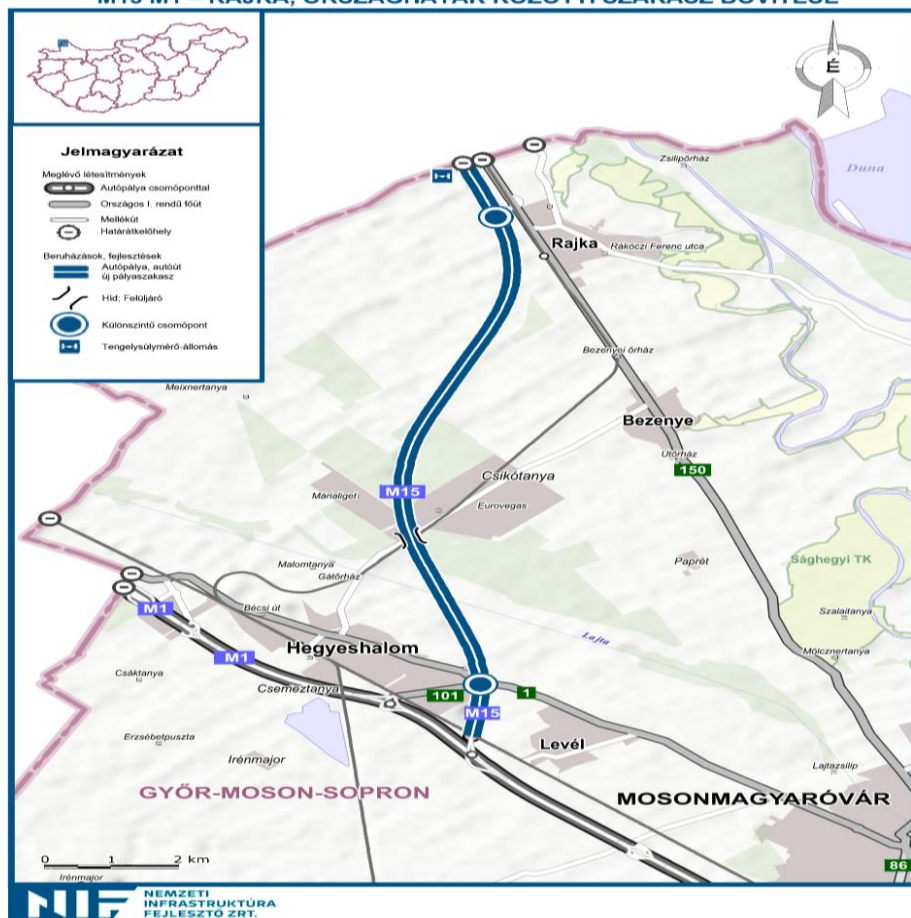 M15 M1 – RAJKA, ORSZÁGHATÁR KÖZÖTTI SZAKASZ BŐVÍTÉSE
É
Jelmagyarázat
Meglévő létesítmények
Autópálya csomóponttal
Országos I. rendű főút
Mellékút
Határátkelőhely
Beruházások, fejlesztések
Autópálya, autóút
új pályaszakasz
Híd; Felüljáró
Különszintű csomópont
Tengelysúlymérő-állomás
Zsilipőrház
Duna
Rajka
Rákóczi Ferenc utca
Bezenyei őrház
Meixnertanya
Bezenye
Útőrház
150
Csikótanya
M15
Márialiget
Eurovegas
Sághegyi TK
Paprét
Malomtanya
Gátőrház
Szalaitanya
Bécsi út
M1
Lajta
Mölcznertanya
Hegyeshalom
M1
Csáktanya
Csemeztanya
101
1
M15
Levél
Erzsébetpuszta
Irénmajor
Lajtazsilip
GYŐR-MOSON-SOPRON
MOSONMAGYARÓVÁR
0 1 2 km
86
Irénmajor
NIF NEMZETI
INFRASTRUKTÚRA
FEJLESZTŐ ZRT.